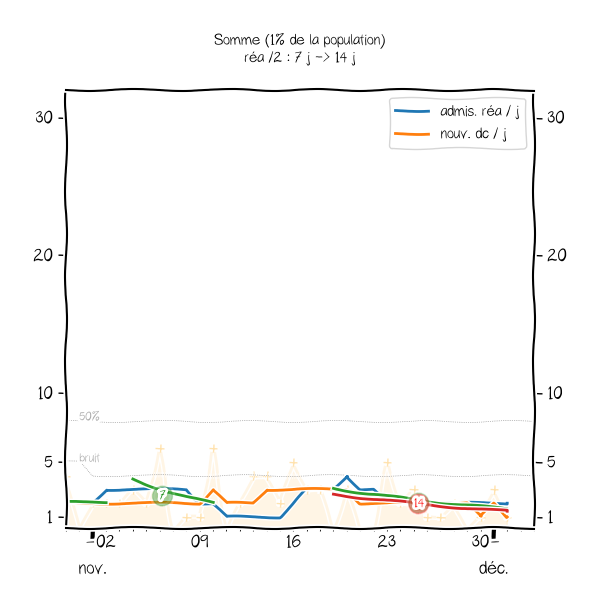 Somme (1% de la population)
réa /2 : 7 j -> 14 j
admis. réa / j
nouv. dc / j
30
30
20
20
10
10
50%
bruit
5
5
7
14
1
1
02
09
16
23
30
nov.
déc.